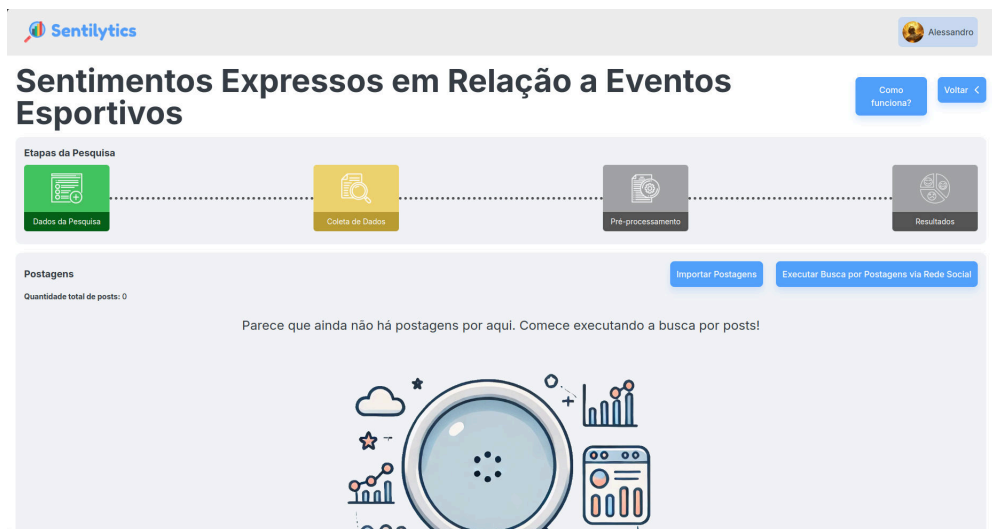 Sentilytics
Alessandro
Sentimentos Expressos em Relação a Eventos
Esportivos
Como
funciona?
Voltar
Etapas da Pesquisa
Dados da Pesquisa
Coleta de Dados
Pré-processamento
Resultados
Postagens
Importar Postagens
Executar Busca por Postagens via Rede Social
Quantidade total de posts: 0
Parece que ainda não há postagens por aqui. Comece executando a busca por posts!